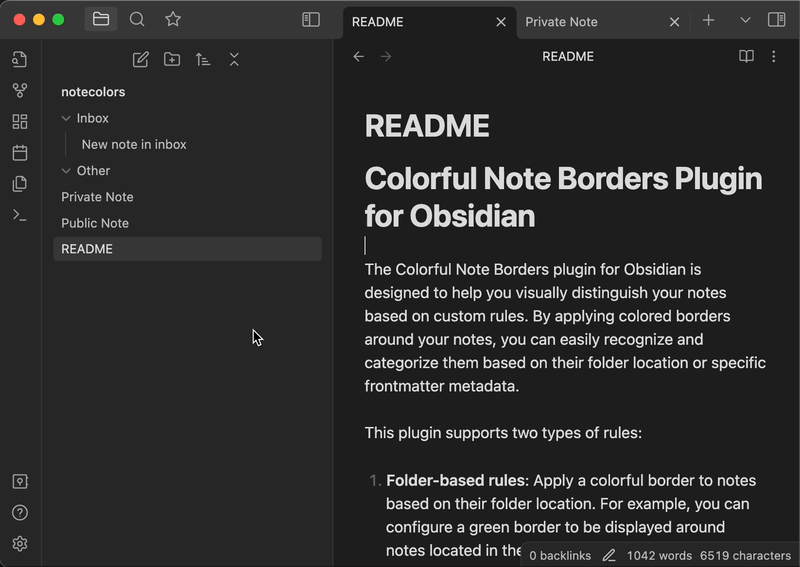 README
Private Note
README
notecolors
Inbox
New note in inbox
Other
Private Note
Public Note
README
README
Colorful Note Borders Plugin
for Obsidian
The Colorful Note Borders plugin for Obsidian is
designed to help you visually distinguish your notes
based on custom rules. By applying colored borders
around your notes, you can easily recognize and
categorize them based on their folder location or specific
frontmatter metadata.
This plugin supports two types of rules:
1. Folder-based rules: Apply a colorful border to notes
based on their folder location. For example, you can
configure a green border to be displayed around
notes located in the
0 backlinks 1042 words 6519 characters